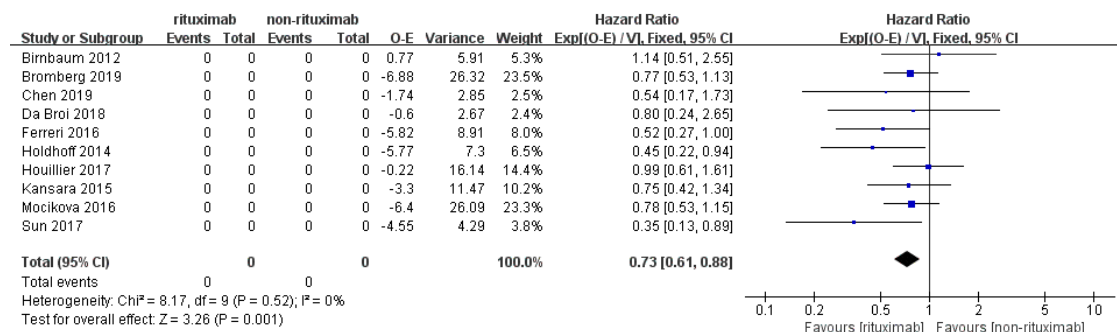 rituximab non-rituximab Hazard Ratio Hazard Ratio
Study or Subgroup Events Total Events Total O-E Variance Weight Exp[(O-E) / V], Fixed, 95% CI Exp[(O-E) / V], Fixed, 95% CI
Birnbaum 2012 0 0 0 0 0.77 5.91 5.3% 1.14 [0.51, 2.55]
Bromberg 2019 0 0 0 0 -6.88 26.32 23.5% 0.77 [0.53, 1.13]
Chen 2019 0 0 0 0 -1.74 2.85 2.5% 0.54 [0.17, 1.73]
Da Broi 2018 0 0 0 0 -0.6 2.67 2.4% 0.80 [0.24, 2.65]
Ferreri 2016 0 0 0 0 -5.82 8.91 8.0% 0.52 [0.27, 1.00]
Holdhoff 2014 0 0 0 0 -5.77 7.3 6.5% 0.45 [0.22, 0.94]
Houillier 2017 0 0 0 0 -0.22 16.14 14.4% 0.99 [0.61, 1.61]
Kansara 2015 0 0 0 0 -3.3 11.47 10.2% 0.75 [0.42, 1.34]
Mocikova 2016 0 0 0 0 -6.4 26.09 23.3% 0.78 [0.53, 1.15]
Sun 2017 0 0 0 0 -4.55 4.29 3.8% 0.35 [0.13, 0.89]
Total (95% CI) 0 0 100.0% 0.73 [0.61, 0.88]
Total events 0 0
Heterogeneity: Chi² = 8.17, df = 9 (P = 0.52); I² = 0%
Test for overall effect: Z = 3.26 (P = 0.001)
0.1 0.2 0.5 1 2 5 10
Favours [rituximab] Favours [non-rituximab]